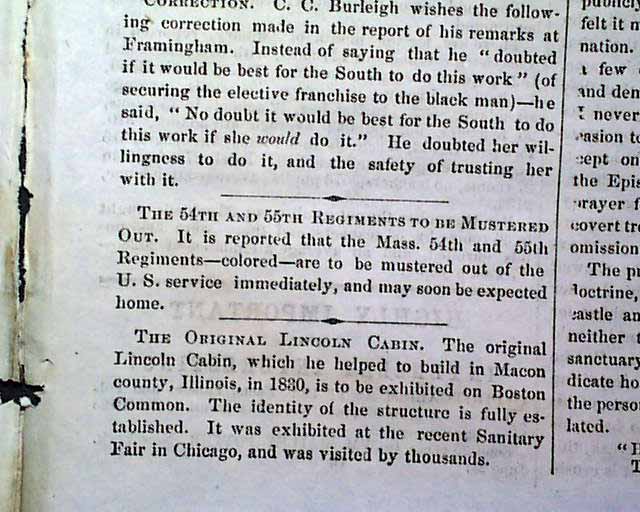 CORRECTION. C. C. Burleigh wishes the follow-
ing correction made in the report of his remarks at
Framingham. Instead of saying that he "doubted
if it would be best for the South to do this work" (of
securing the elective franchise to the black man)—he
said, "No doubt it would be best for the South to do
this work if she would do it." He doubted her wil-
lingness to do it, and the safety of trusting her
with it.
THE 54TH AND 55TH REGIMENTS TO BE MUSTERED
OUT. It is reported that the Mass. 54th and 55th
Regiments—colored—are to be mustered out of the
U. S. service immediately, and may soon be expected
home.
THE ORIGINAL LINCOLN CABIN. The original
Lincoln Cabin, which he helped to build in Macon
county, Illinois, in 1830, is to be exhibited on Boston
Common. The identity of the structure is fully es-
tablished. It was exhibited at the recent Sanitary
Fair in Chicago, and was visited by thousands.
publicly
felt it
nation.
a few
and
I never
casion to
cept on
the Epis
prayer f
covert tr
omission
The p
doctrine,
castle an
neither t
sanctuary
dicate ho
the perso
lated.
"H
T